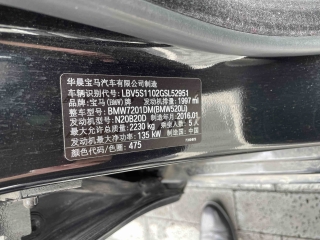 华晨宝马汽车有限公司制造
车辆识别代号: LBV5S1102GSL52951
品牌: 宝马(BMW)牌 发动机排量: 1997 ml
整车型号: BMW7201DM(BMW520Li)
发动机型号: N20B20D 制造年月: 2016.01
最大允许总质量: 2230 kg 乘坐人数: 5人
发动机最大净功率: 135 kW 制造国: 中国
颜色代码/色差: 475